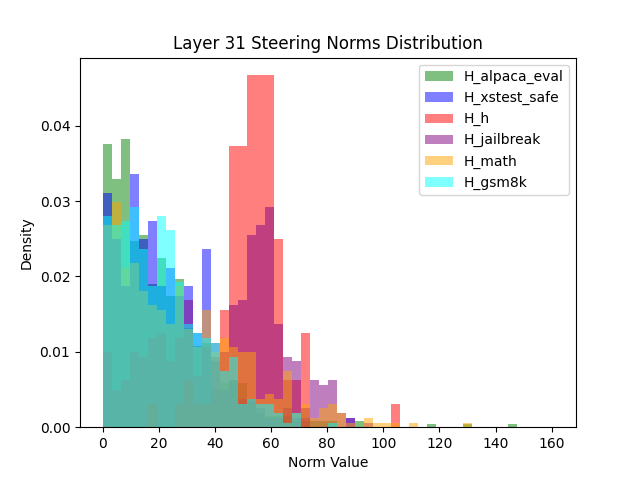 Layer 31 Steering Norms Distribution
H_alpaca_eval
H_xstest_safe
H_h
H_jailbreak
H_math
H_gsm8k
0.04
0.03
0.02
0.01
0.00
Density
0 20 40 60 80 100 120 140 160
Norm Value